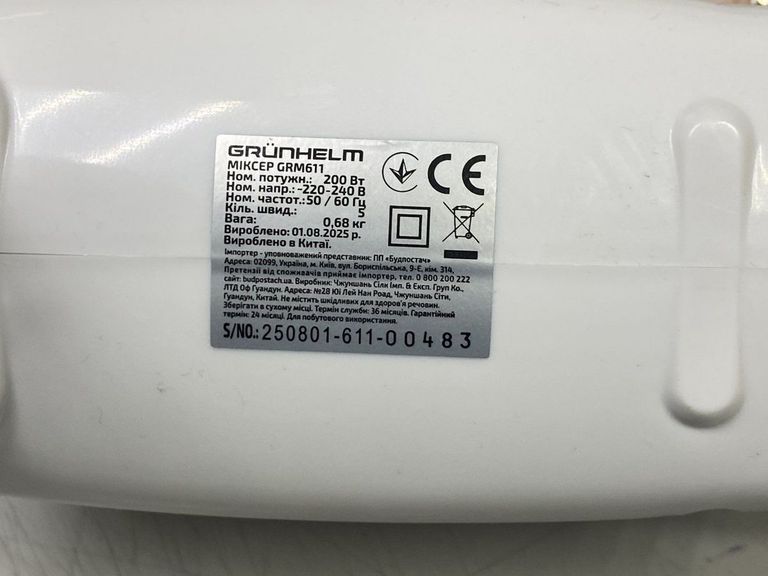 GRÜNHELM
МІКСЕР GRM611
Ном. потужн.: 200 Вт
Ном. напр.: ~220-240 В
Ном. частот.: 50 / 60 Гц
Кіль. швид.: 5
Вага: 0,68 кг
Вироблено: 01.08.2025 р.
Вироблено в Китаї.
CE
Імпортер - уповноважений представник: ПП «Будпостач»
Адреса: 02099, Україна, м. Київ, вул. Бориспільська, 9-Е, кім. 314,
Претензії від споживачів приймає імпортер, тел. 0 800 200 222
сайт: budpostach.ua. Виробник: Чжуншань Сілк Імп. & Експ. Груп Ко.,
ЛТД Оф Гуандун. Адреса: №28 Юі Лей Нан Роад, Чжуншань Сіти,
Гуандун, Китай. Не містить шкідливих для здоров'я речовин.
Зберігати в сухому місці. Термін служби: 36 місяців. Гарантійний
термін: 24 місяці. Для побутового використання.
S/NO.: 250801-611-00483